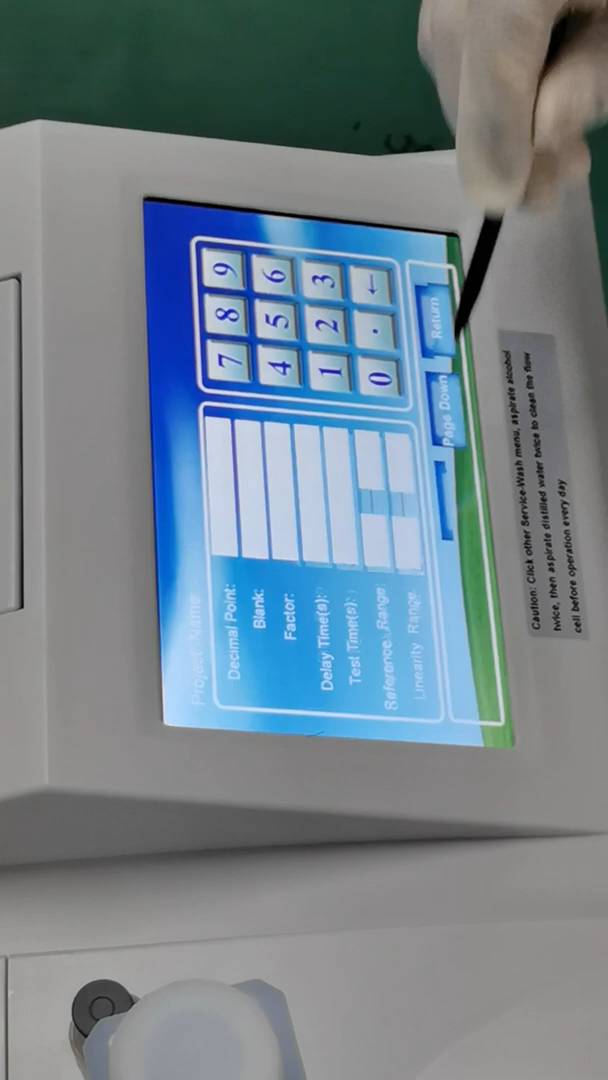 Project Name
Decimal Point:
Blank:
Factor:
Delay Time(s):
Test Time(s):
Reference Range:
Linearity Range:
7 8 9
4 5 6
1 2 3
0 . ←
Page Down
Return
Caution: Click other Service-Wash menu, aspirate alcohol
twice, then aspirate distilled water twice to clean the flow
cell before operation every day